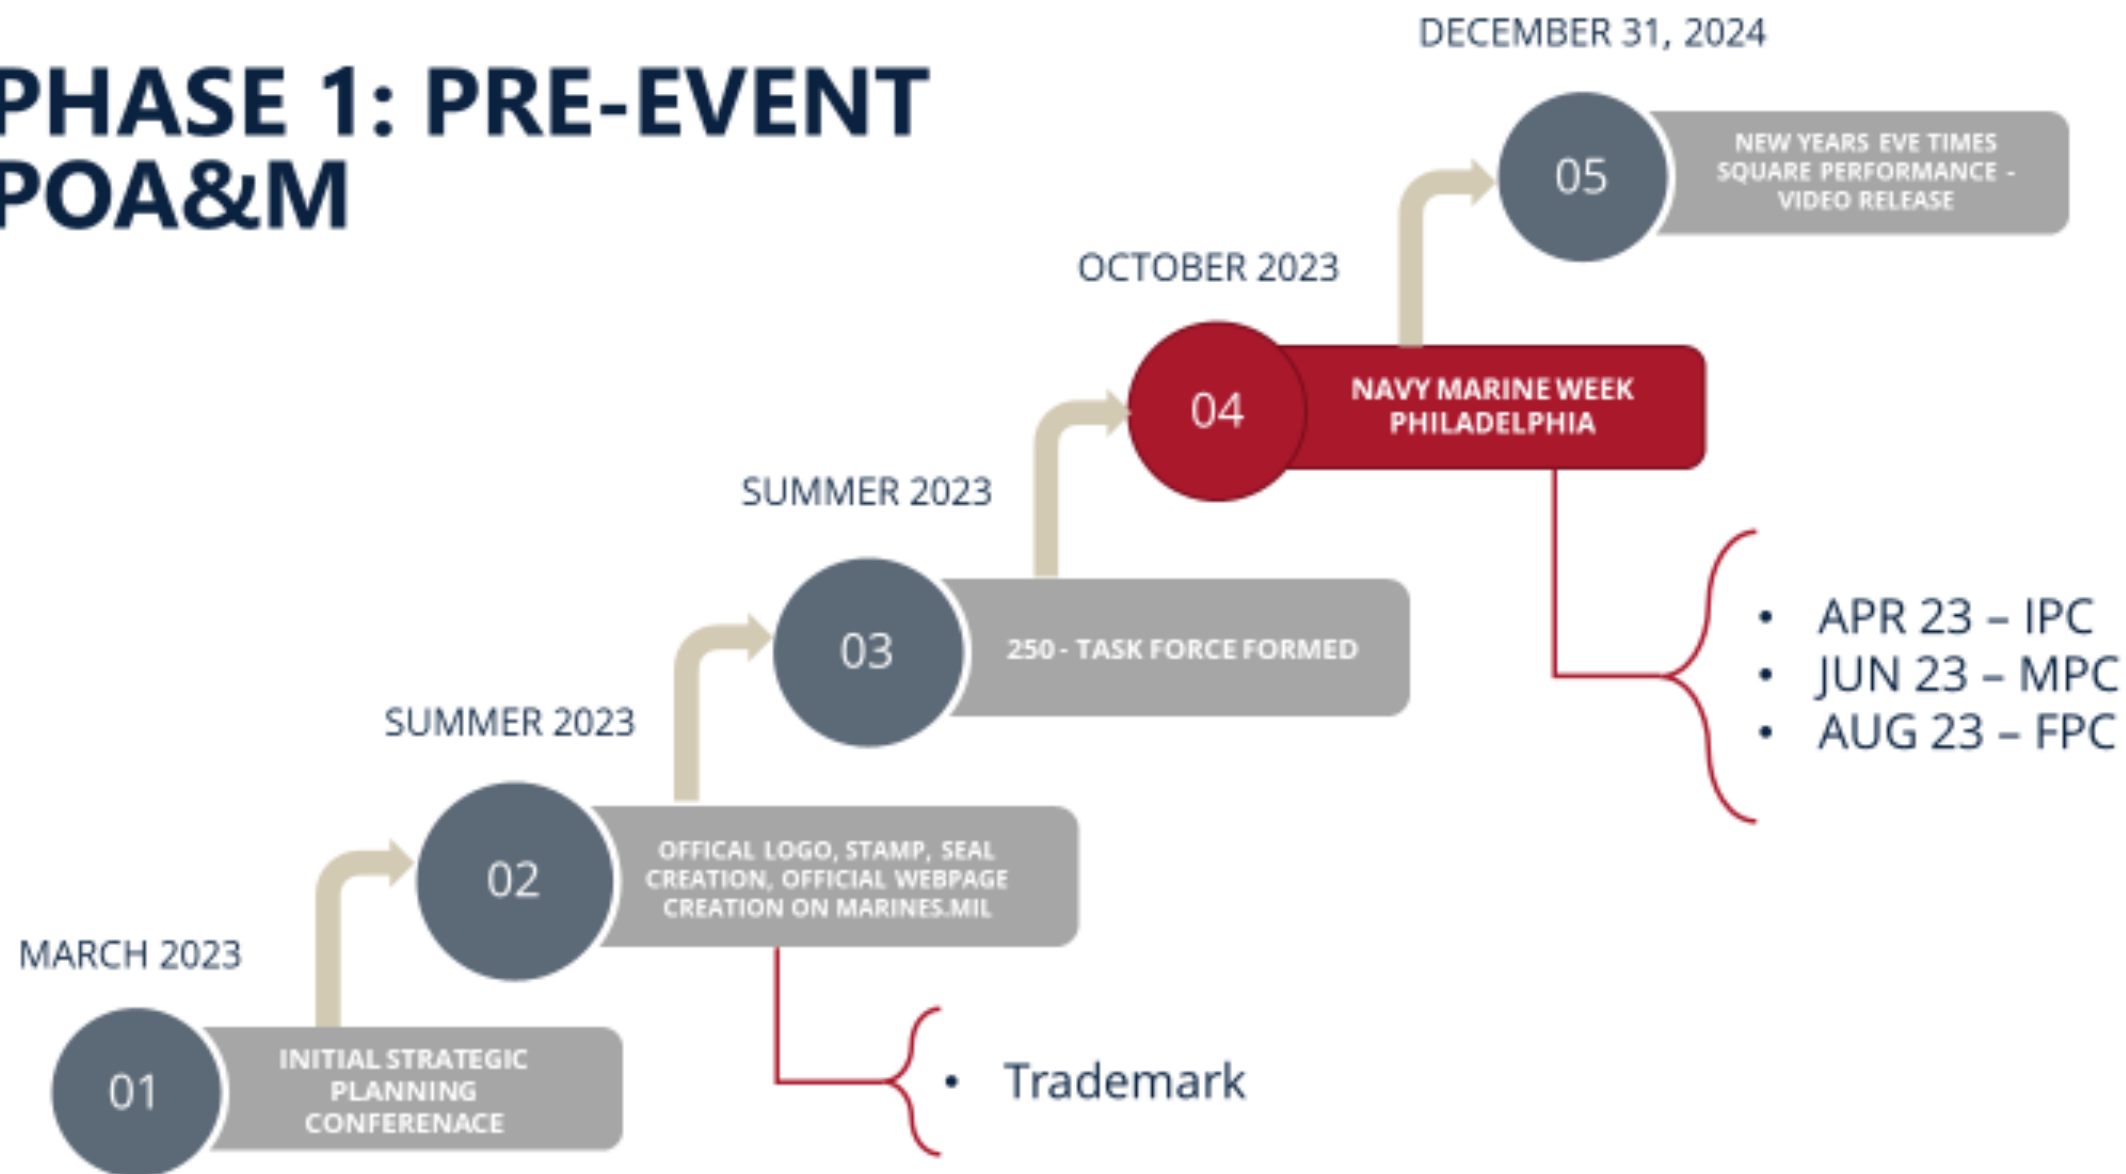 PHASE 1: PRE-EVENT
POA&M
DECEMBER 31, 2024
05
NEW YEARS EVE TIMES
SQUARE PERFORMANCE -
VIDEO RELEASE
OCTOBER 2023
04
NAVY MARINE WEEK
PHILADELPHIA
• APR 23 – IPC
• JUN 23 – MPC
• AUG 23 – FPC
SUMMER 2023
03
250 - TASK FORCE FORMED
SUMMER 2023
02
OFFICAL LOGO, STAMP, SEAL
CREATION, OFFICIAL WEBPAGE
CREATION ON MARINES.MIL
• Trademark
MARCH 2023
01
INITIAL STRATEGIC
PLANNING
CONFERENACE